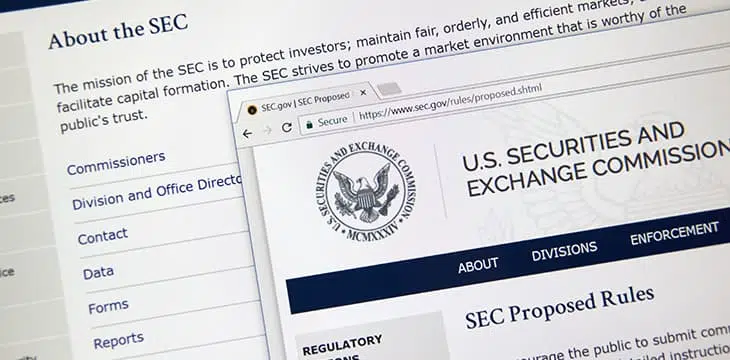 About the SEC
The mission of the SEC is to protect investors; maintain fair, orderly, and efficient markets;
facilitate capital formation. The SEC strives to promote a market environment that is worthy of the
public's trust.
Commissioners
Division and Office Directo
Contact
Data
Forms
Reports
ces
ice
SEC.gov | SEC Proposed
Secure | https://www.sec.gov/rules/proposed.shtml
U.S. SECURITIES AND EXCHANGE COMMISSION
MCMXXXIV
U.S. SECURITIES AND
EXCHANGE COMMISSION
ABOUT DIVISIONS ENFORCEMENT
SEC Proposed Rules
REGULATORY
urage the public to submit com
instructio